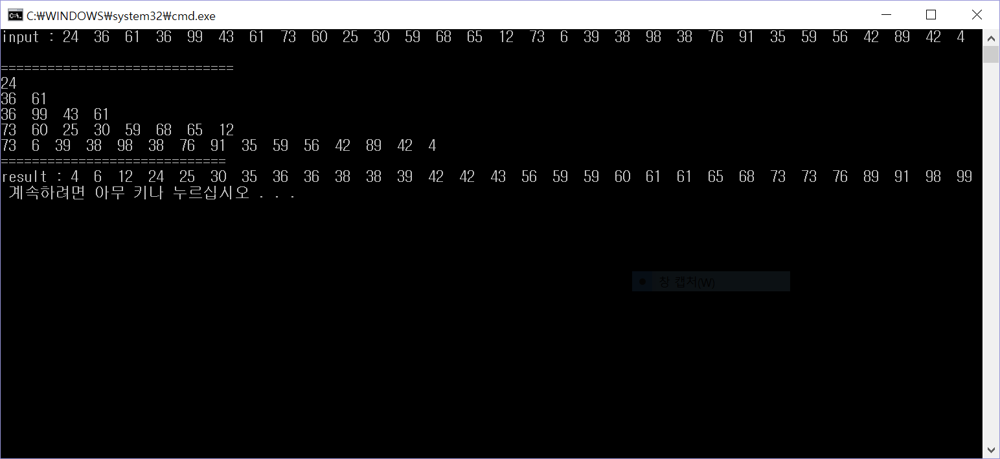 C:₩WINDOWS₩system32₩cmd.exe
input : 24 36 61 36 99 43 61 73 60 25 30 59 68 65 12 73 6 39 38 98 38 76 91 35 59 56 42 89 42 4
==============================
24
36 61
36 99 43 61
73 60 25 30 59 68 65 12
73 6 39 38 98 38 76 91 35 59 56 42 89 42 4
=============================
result : 4 6 12 24 25 30 35 36 36 38 38 39 42 42 43 56 59 59 60 61 61 65 68 73 73 76 89 91 98 99
계속하려면 아무 키나 누르십시오 . . .
창 캡처(W)